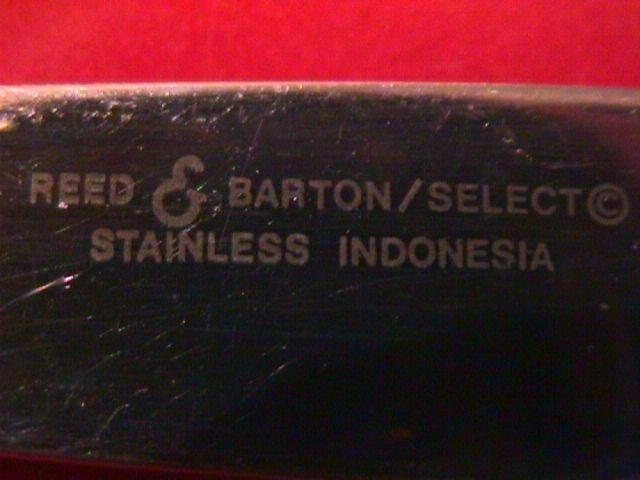 REED & BARTON/SELECT©
STAINLESS INDONESIA